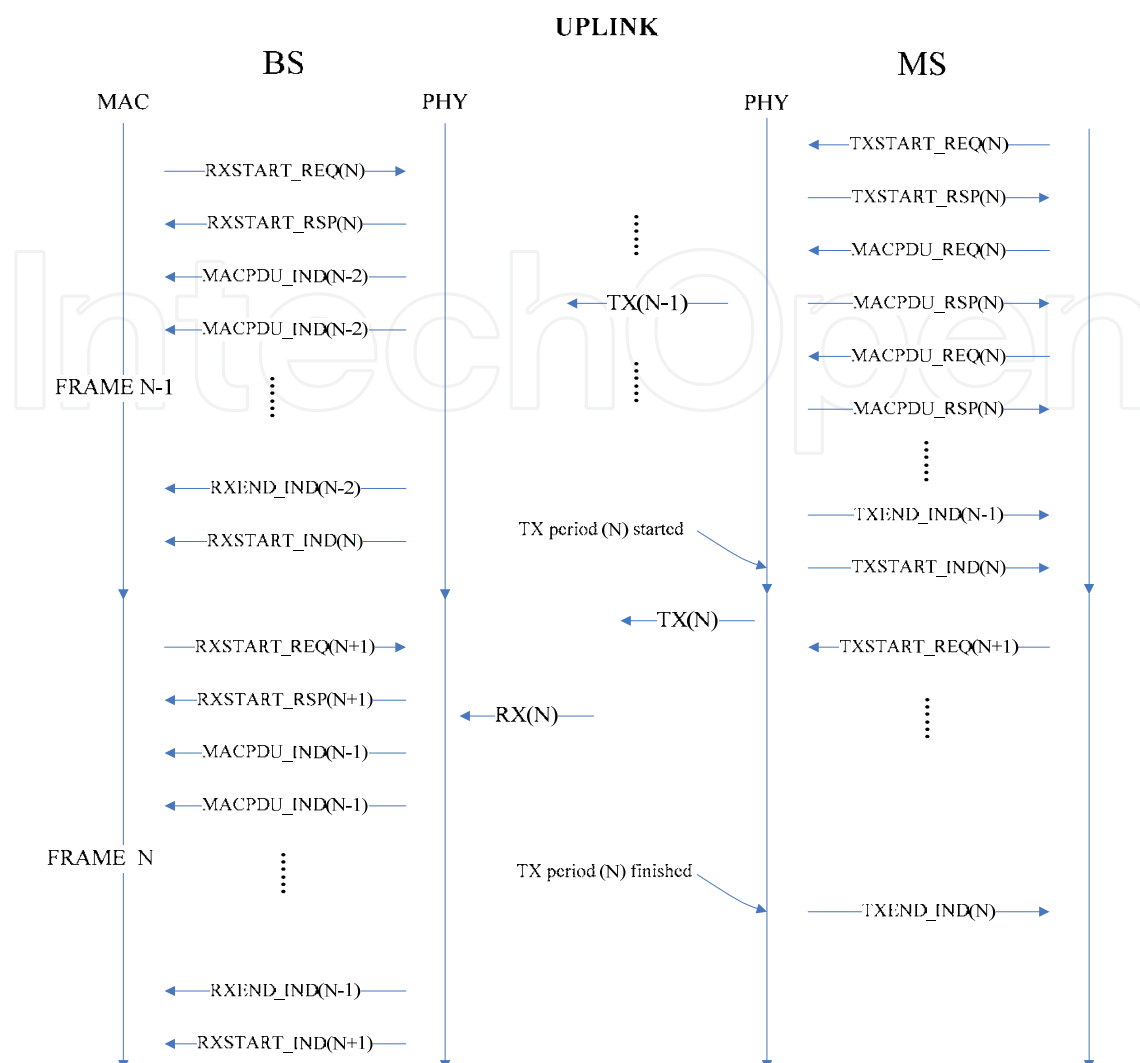 UPLINK
BS
MS
MAC
PHY
PHY
TXSTART_REQ(N)
RXSTART_REQ(N)
TXSTART_RSP(N)
RXSTART_RSP(N)
MACPDU_REQ(N)
MACPDU_IND(N-2)
TX(N-1)
MACPDU_RSP(N)
MACPDU_IND(N-2)
MACPDU_REQ(N)
FRAME N-1
MACPDU_RSP(N)
RXEND_IND(N-2)
TXEND_IND(N-1)
TX period (N) started
RXSTART_IND(N)
TXSTART_IND(N)
TX(N)
RXSTART_REQ(N+1)
TXSTART_REQ(N+1)
RXSTART_RSP(N+1)
RX(N)
MACPDU_IND(N-1)
MACPDU_IND(N-1)
FRAME N
TX period (N) finished
TXEND_IND(N)
RXEND_IND(N-1)
RXSTART_IND(N+1)
IntechOpen